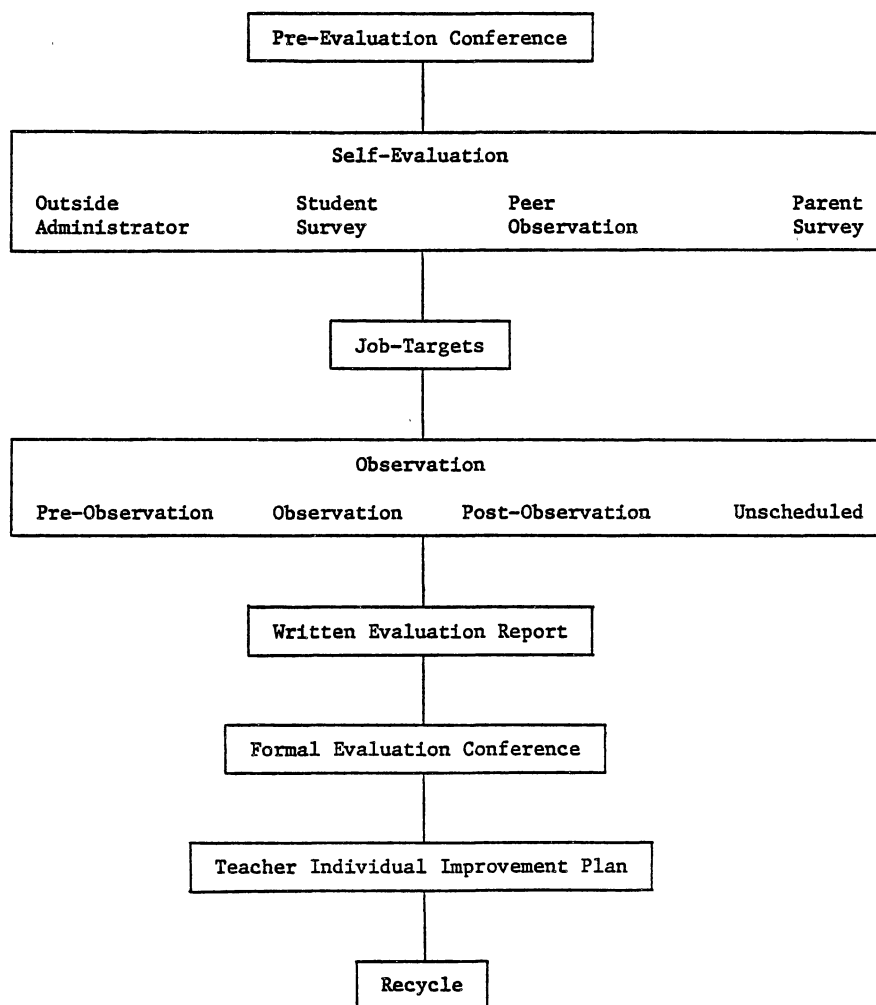 Pre-Evaluation Conference
Self-Evaluation
Outside Student Peer Parent
Administrator Survey Observation Survey
Job-Targets
Observation
Pre-Observation Observation Post-Observation Unscheduled
Written Evaluation Report
Formal Evaluation Conference
Teacher Individual Improvement Plan
Recycle